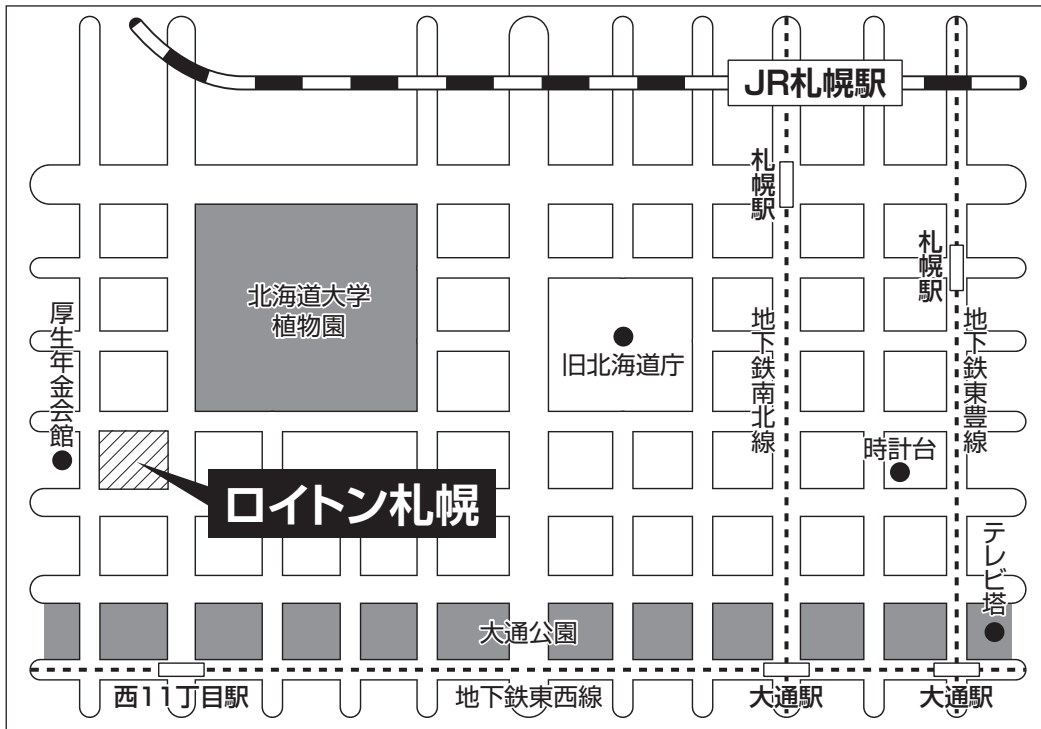 JR札幌駅
札幌駅
札幌駅
北海道大学
植物園
旧北海道庁
地下鉄南北線
地下鉄東豊線
厚生年金会館
時計台
ロイトン札幌
テレビ塔
大通公園
西11丁目駅
地下鉄東西線
大通駅
大通駅